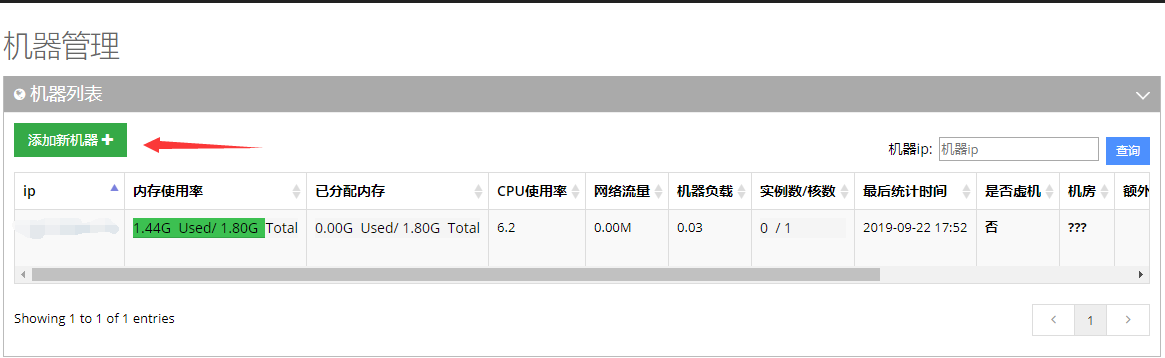 机器管理
机器列表
添加新机器
机器ip: 机器ip 查询
ip 内存使用率 已分配内存 CPU使用率 网络流量 机器负载 实例数/核数 最后统计时间 是否虚机 机房 额外
1.44G Used/ 1.80G Total 0.00G Used/ 1.80G Total 6.2 0.00M 0.03 0 / 1 2019-09-22 17:52 否 ???
Showing 1 to 1 of 1 entries
1